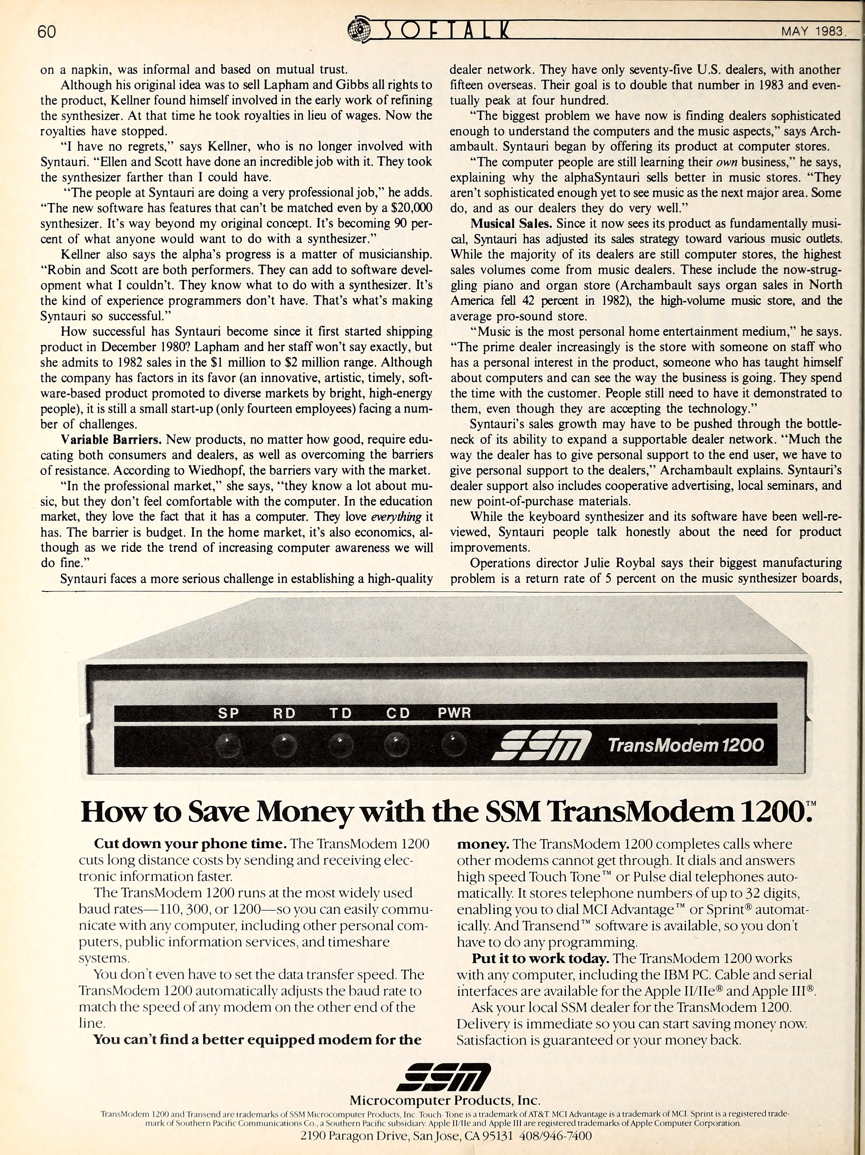 60
SOFTALK
MAY 1983
on a napkin, was informal and based on mutual trust.
Although his original idea was to sell Lapham and Gibbs all rights to
the product, Kellner found himself involved in the early work of refining
the synthesizer. At that time he took royalties in lieu of wages. Now the
royalties have stopped.
"I have no regrets," says Kellner, who is no longer involved with
Syntauri. "Ellen and Scott have done an incredible job with it. They took
the synthesizer farther than I could have.
"The people at Syntauri are doing a very professional job," he adds.
"The new software has features that can't be matched even by a $20,000
synthesizer. It's way beyond my original concept. It's becoming 90 per-
cent of what anyone would want to do with a synthesizer."
Kellner also says the alpha's progress is a matter of musicianship.
"Robin and Scott are both performers. They can add to software devel-
opment what I couldn't. They know what to do with a synthesizer. It's
the kind of experience programmers don't have. That's what's making
Syntauri so successful."
How successful has Syntauri become since it first started shipping
product in December 1980? Lapham and her staff won't say exactly, but
she admits to 1982 sales in the $1 million to $2 million range. Although
the company has factors in its favor (an innovative, artistic, timely, soft-
ware-based product promoted to diverse markets by bright, high-energy
people), it is still a small start-up (only fourteen employees) facing a num-
ber of challenges.
Variable Barriers. New products, no matter how good, require edu-
cating both consumers and dealers, as well as overcoming the barriers
of resistance. According to Wiedhopf, the barriers vary with the market.
"In the professional market," she says, "they know a lot about mu-
sic, but they don't feel comfortable with the computer. In the education
market, they love the fact that it has a computer. They love everything it
has. The barrier is budget. In the home market, it's also economics, al-
though as we ride the trend of increasing computer awareness we will
do fine."
Syntauri faces a more serious challenge in establishing a high-quality
dealer network. They have only seventy-five U.S. dealers, with another
fifteen overseas. Their goal is to double that number in 1983 and even-
tually peak at four hundred.
"The biggest problem we have now is finding dealers sophisticated
enough to understand the computers and the music aspects," says Arch-
ambault. Syntauri began by offering its product at computer stores.
"The computer people are still learning their own business," he says,
explaining why the alphaSyntauri sells better in music stores. "They
aren't sophisticated enough yet to see music as the next major area. Some
do, and as our dealers they do very well."
Musical Sales. Since it now sees its product as fundamentally musi-
cal, Syntauri has adjusted its sales strategy toward various music outlets.
While the majority of its dealers are still computer stores, the highest
sales volumes come from music dealers. These include the now-strug-
gling piano and organ store (Archambault says organ sales in North
America fell 42 percent in 1982), the high-volume music store, and the
average pro-sound store.
"Music is the most personal home entertainment medium," he says.
"The prime dealer increasingly is the store with someone on staff who
has a personal interest in the product, someone who has taught himself
about computers and can see the way the business is going. They spend
the time with the customer. People still need to have it demonstrated to
them, even though they are accepting the technology."
Syntauri's sales growth may have to be pushed through the bottle-
neck of its ability to expand a supportable dealer network. "Much the
way the dealer has to give personal support to the end user, we have to
give personal support to the dealers," Archambault explains. Syntauri's
dealer support also includes cooperative advertising, local seminars, and
new point-of-purchase materials.
While the keyboard synthesizer and its software have been well-re-
viewed, Syntauri people talk honestly about the need for product
improvements.
Operations director Julie Roybal says their biggest manufacturing
problem is a return rate of 5 percent on the music synthesizer boards,
SP RD TD CD PWR
SSM TransModem 1200
How to Save Money with the SSM TransModem 1200.™
Cut down your phone time. The TransModem 1200
cuts long distance costs by sending and receiving elec-
tronic information faster.
The TransModem 1200 runs at the most widely used
baud rates—110, 300, or 1200—so you can easily commu-
nicate with any computer, including other personal com-
puters, public information services, and timeshare
systems.
You don't even have to set the data transfer speed. The
TransModem 1200 automatically adjusts the baud rate to
match the speed of any modem on the other end of the
line.
You can't find a better equipped modem for the
money. The TransModem 1200 completes calls where
other modems cannot get through. It dials and answers
high speed Touch Tone™ or Pulse dial telephones auto-
matically. It stores telephone numbers of up to 32 digits,
enabling you to dial MCI Advantage™ or Sprint® automat-
ically. And Transend™ software is available, so you don't
have to do any programming.
Put it to work today. The TransModem 1200 works
with any computer, including the IBM PC. Cable and serial
interfaces are available for the Apple II/IIe® and Apple III®.
Ask your local SSM dealer for the TransModem 1200.
Delivery is immediate so you can start saving money now.
Satisfaction is guaranteed or your money back.
SSM
Microcomputer Products, Inc.
TransModem 1200 and Transend are trademarks of SSM Microcomputer Products, Inc. Touch-Tone is a trademark of AT&T. MCI Advantage is a trademark of MCI. Sprint is a registered trade-
mark of Southern Pacific Communications Co., a Southern Pacific subsidiary. Apple II/IIe and Apple III are registered trademarks of Apple Computer Corporation.
2190 Paragon Drive, San Jose, CA 95131 408/946-7400